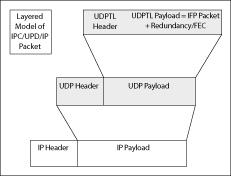 Layered
Model of
IPC/UPD/IP
Packet
UDPTL
Header
UDPTL Payload = IFP Packet
+ Redundancy/FEC
UDP Header
UDP Payload
IP Header
IP Payload